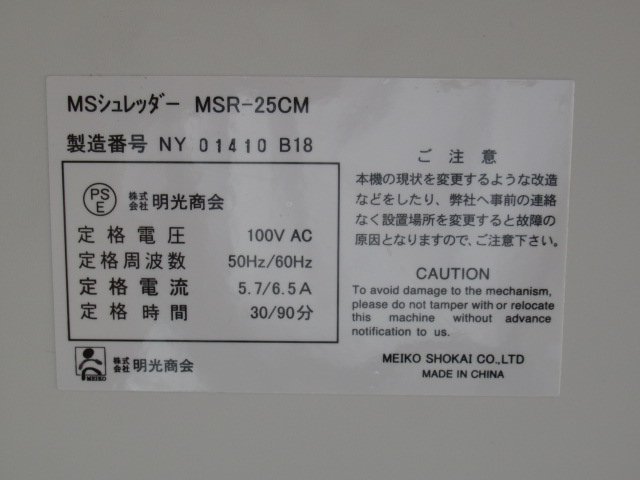 MSシュレッダー MSR-25CM
製造番号 NY 01410 B18
PSE 株式会社 明光商会
定格電圧 100V AC
定格周波数 50Hz/60Hz
定格電流 5.7/6.5A
定格時間 30/90分
MEIKO 株式会社 明光商会
ご注意
本機の現状を変更するような改造
などをしたり、弊社へ事前の連絡
なく設置場所を変更すると故障の
原因となりますので、ご注意下さい。
CAUTION
To avoid damage to the mechanism,
please do not tamper with or relocate
this machine without advance
notification to us.
MEIKO SHOKAI CO.,LTD
MADE IN CHINA